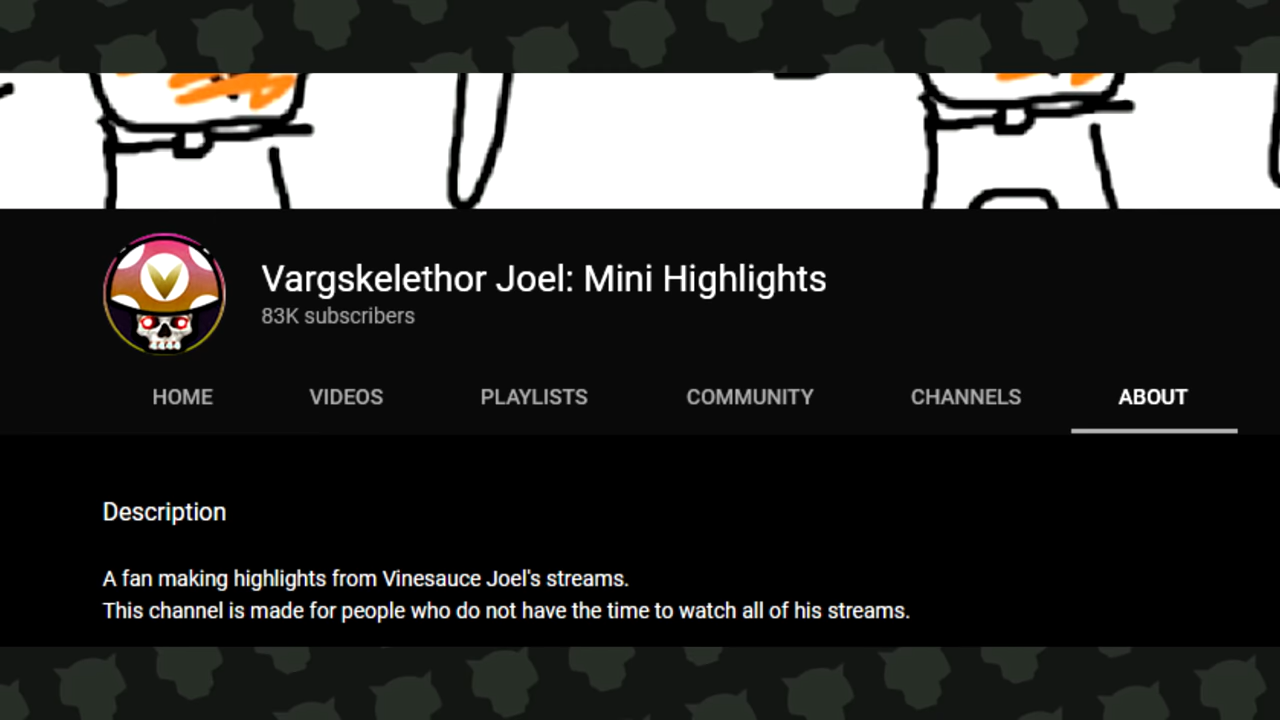 Vargskelethor Joel: Mini Highlights
83K subscribers
HOME VIDEOS PLAYLISTS COMMUNITY CHANNELS ABOUT
Description
A fan making highlights from Vinesauce Joel's streams.
This channel is made for people who do not have the time to watch all of his streams.